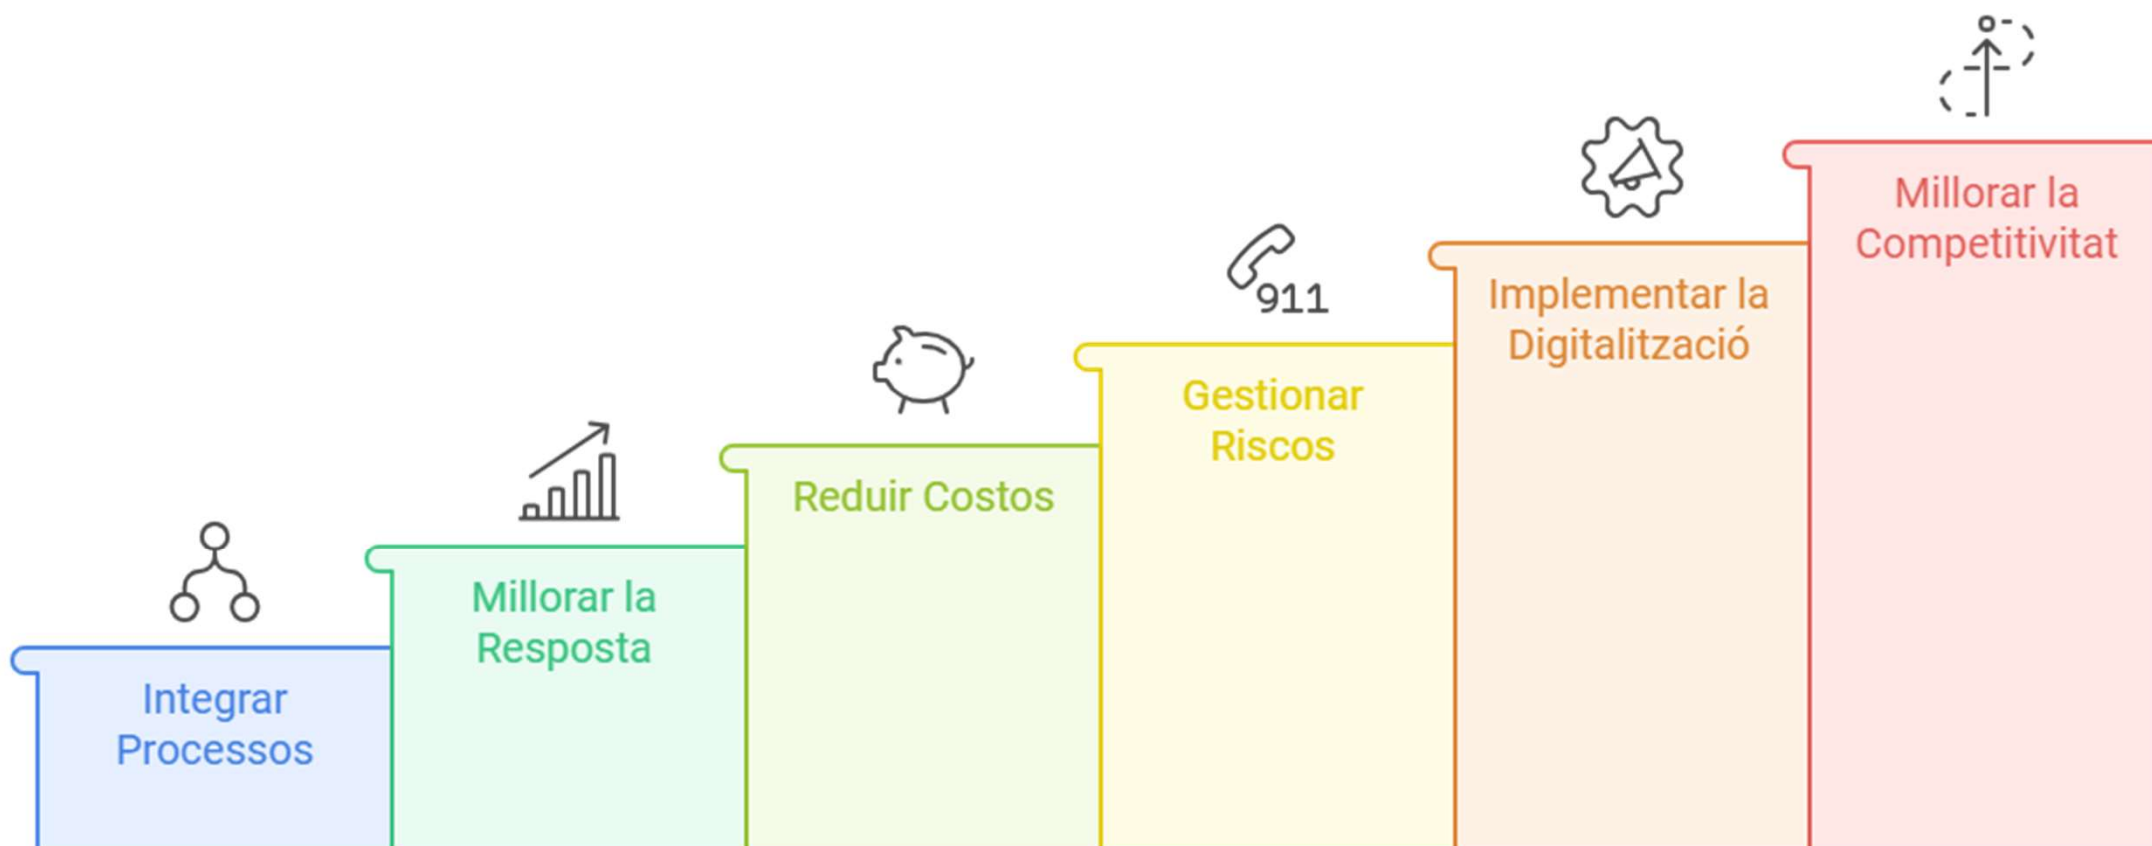 Integrar
Processos
Millorar la
Resposta
Reduir Costos
911
Gestionar
Riscos
Implementar la
Digitalització
Millorar la
Competitivitat